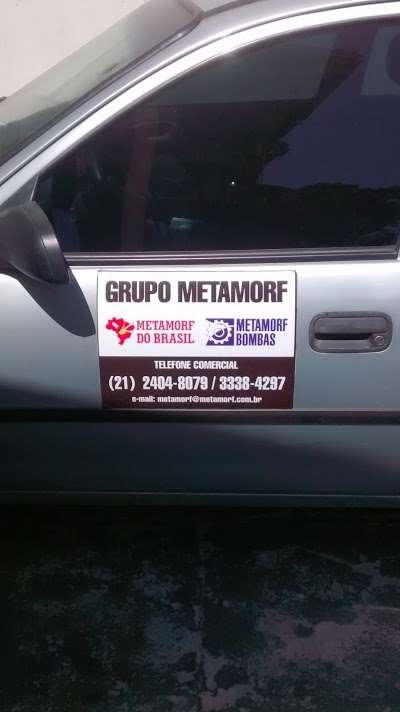 GRUPO METAMORF
METAMORF DO BRASIL
METAMORF BOMBAS
TELEFONE COMERCIAL
(21) 2404-8079 / 3338-4297
e-mail: metamorf@metamorf.com.br